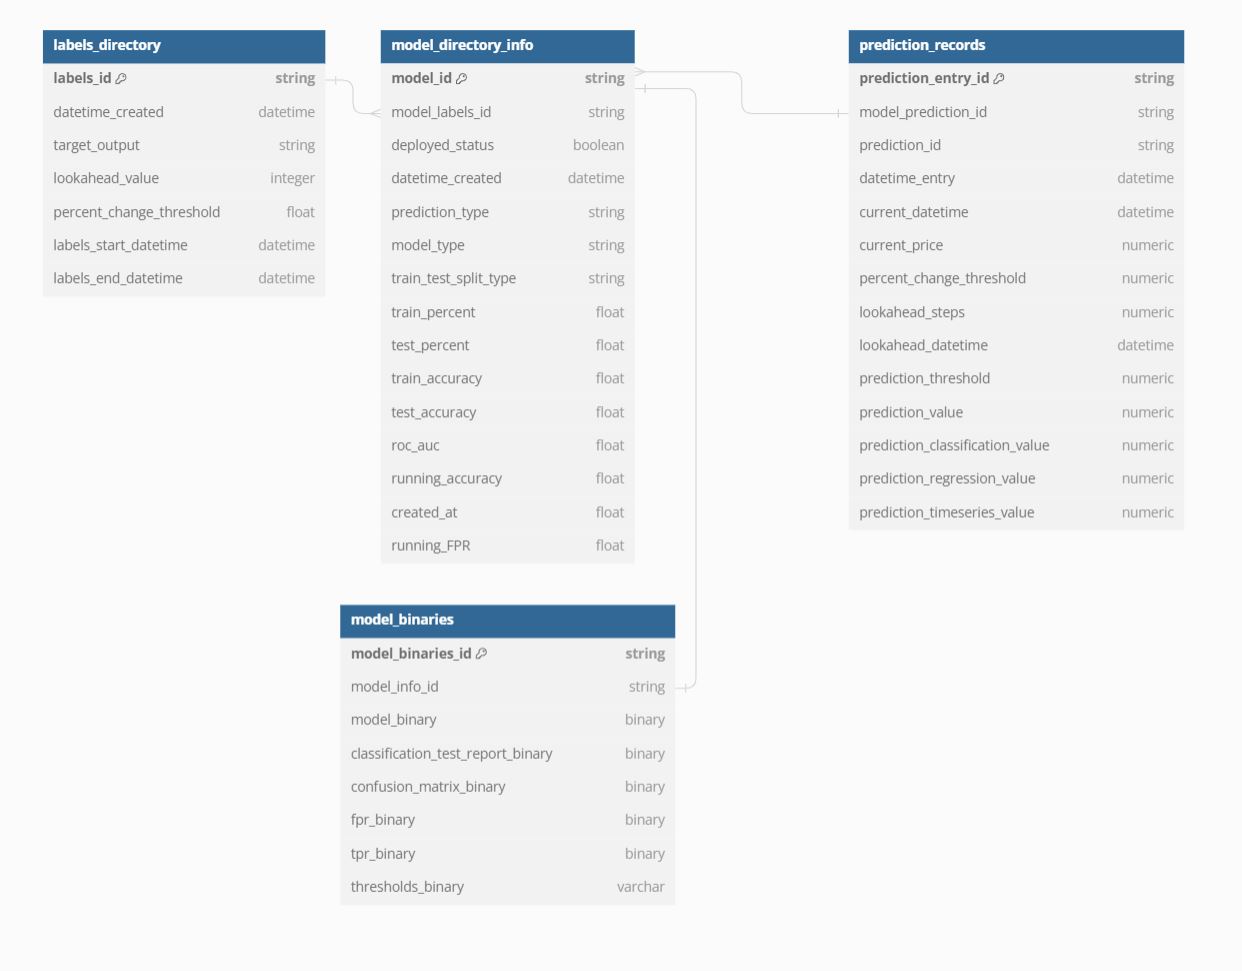 labels_directory
labels_id string
datetime_created datetime
target_output string
lookahead_value integer
percent_change_threshold float
labels_start_datetime datetime
labels_end_datetime datetime
model_directory_info
model_id string
model_labels_id string
deployed_status boolean
datetime_created datetime
prediction_type string
model_type string
train_test_split_type string
train_percent float
test_percent float
train_accuracy float
test_accuracy float
roc_auc float
running_accuracy float
created_at float
running_FPR float
prediction_records
prediction_entry_id string
model_prediction_id string
prediction_id string
datetime_entry datetime
current_datetime datetime
current_price numeric
percent_change_threshold numeric
lookahead_steps numeric
lookahead_datetime datetime
prediction_threshold numeric
prediction_value numeric
prediction_classification_value numeric
prediction_regression_value numeric
prediction_timeseries_value numeric
model_binaries
model_binaries_id string
model_info_id string
model_binary binary
classification_test_report_binary binary
confusion_matrix_binary binary
fpr_binary binary
tpr_binary binary
thresholds_binary varchar